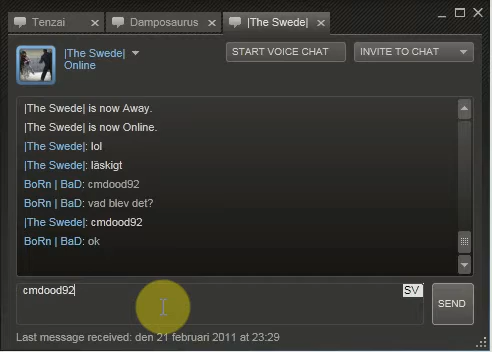 Tenzai
Damposaurus
|The Swede|
|The Swede|
Online
START VOICE CHAT
INVITE TO CHAT
|The Swede| is now Away.
|The Swede| is now Online.
|The Swede|: lol
|The Swede|: läskigt
BoRn | BaD: cmdood92
BoRn | BaD: vad blev det?
|The Swede|: cmdood92
BoRn | BaD: ok
cmdood92
SV
SEND
Last message received: den 21 februari 2011 at 23:29